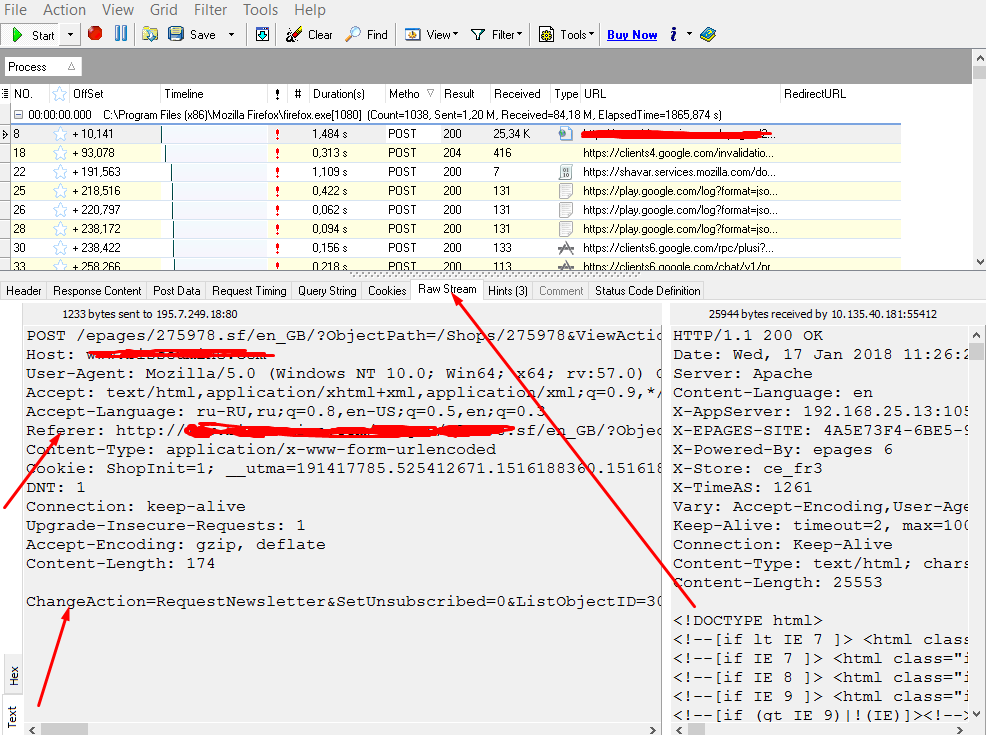 File Action View Grid Filter Tools Help
Start Save Clear Find View Filter Tools Buy Now i
Process
NO. OffSet Timeline ! # Duration(s) Metho Result Received Type URL RedirectURL
00:00:00.000 C:\Program Files (x86)\Mozilla Firefox\firefox.exe[1080] (Count=1038, Sent=1,20 M, Received=84,18 M, ElapsedTime=1865,874 s)
8 + 10,141 ! 1,484 s POST 200 25,34 K
18 + 93,078 ! 0,313 s POST 204 416 https://clients4.google.com/invalidatio...
22 + 191,563 ! 1,109 s POST 200 7 https://shavar.services.mozilla.com/do...
25 + 218,516 ! 0,422 s POST 200 131 https://play.google.com/log?format=jso...
26 + 220,797 ! 0,062 s POST 200 131 https://play.google.com/log?format=jso...
28 + 238,172 ! 0,094 s POST 200 131 https://play.google.com/log?format=jso...
30 + 238,422 ! 0,156 s POST 200 133 https://clients6.google.com/rpc/plusi?...
33 + 258,266 ! 0,218 s POST 200 113 https://clients6.google.com/chat/v1/pr...
Header Response Content Post Data Request Timing Query String Cookies Raw Stream Hints (3) Comment Status Code Definition
1233 bytes sent to 195.7.249.18:80
POST /epages/275978.sf/en_GB/?ObjectPath=/Shops/275978&ViewActio
Host:
User-Agent: Mozilla/5.0 (Windows NT 10.0; Win64; x64; rv:57.0) G
Accept: text/html,application/xhtml+xml,application/xml;q=0.9,*/
Accept-Language: ru-RU,ru;q=0.8,en-US;q=0.5,en;q=0.3
Referer: http:// .sf/en_GB/?Objec
Content-Type: application/x-www-form-urlencoded
Cookie: ShopInit=1; __utma=191417785.525412671.1516188360.151618
DNT: 1
Connection: keep-alive
Upgrade-Insecure-Requests: 1
Accept-Encoding: gzip, deflate
Content-Length: 174
ChangeAction=RequestNewsletter&SetUnsubscribed=0&ListObjectID=30
Hex
Text
25944 bytes received by 10.135.40.181:55412
HTTP/1.1 200 OK
Date: Wed, 17 Jan 2018 11:26:2
Server: Apache
Content-Language: en
X-AppServer: 192.168.25.13:105
X-EPAGES-SITE: 4A5E73F4-6BE5-9
X-Powered-By: epages 6
X-Store: ce_fr3
X-TimeAS: 1261
Vary: Accept-Encoding,User-Age
Keep-Alive: timeout=2, max=100
Connection: Keep-Alive
Content-Type: text/html; chars
Content-Length: 25553
<!DOCTYPE html>
<!--[if lt IE 7 ]> <html class
<!--[if IE 7 ]> <html class="i
<!--[if IE 8 ]> <html class="i
<!--[if IE 9 ]> <html class="i
<!--[if (gt IE 9)|!(IE)]><!-->